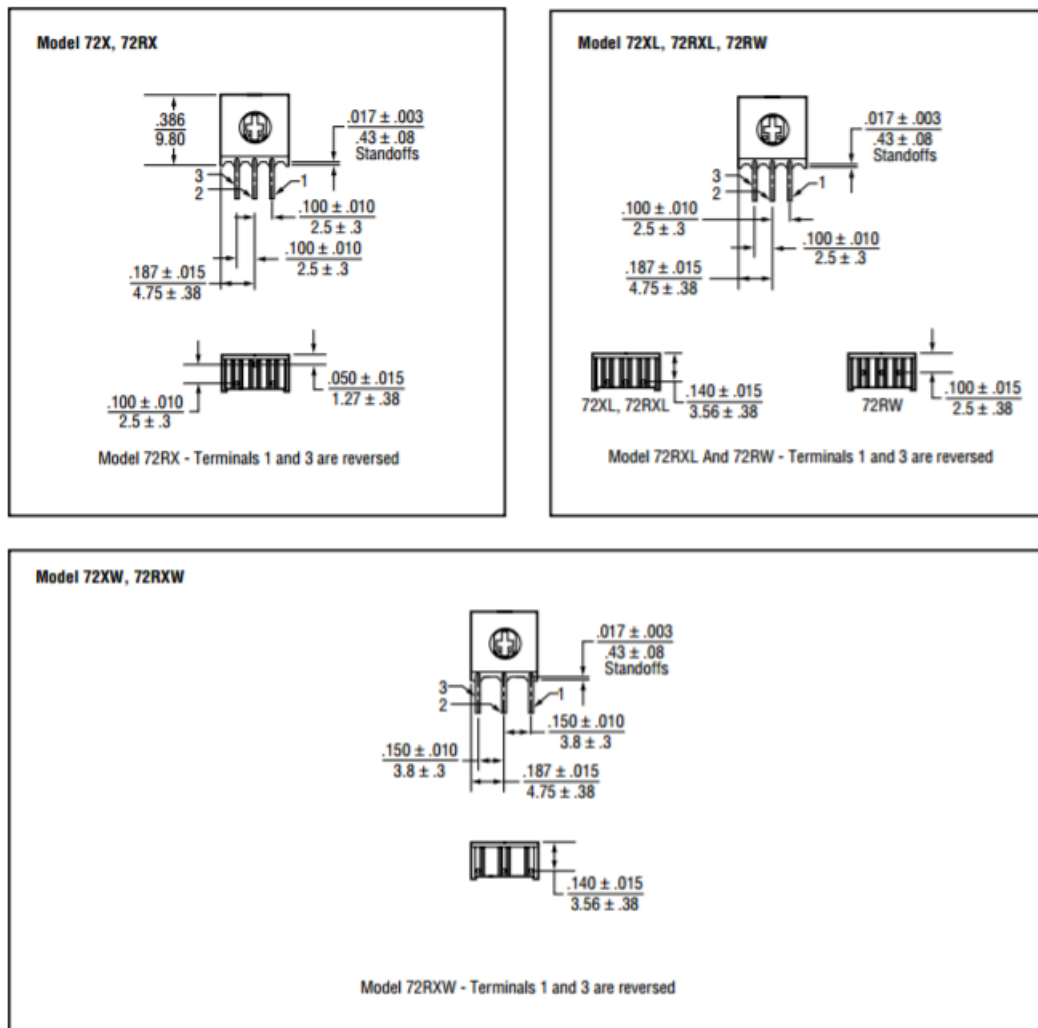 Model 72X, 72RX
.386
9.80
.017 ± .003
.43 ± .08
Standoffs
3
2
1
.100 ± .010
2.5 ± .3
.100 ± .010
2.5 ± .3
.187 ± .015
4.75 ± .38
.100 ± .010
2.5 ± .3
.050 ± .015
1.27 ± .38
Model 72RX - Terminals 1 and 3 are reversed
Model 72XL, 72RXL, 72RW
.017 ± .003
.43 ± .08
Standoffs
3
2
1
.100 ± .010
2.5 ± .3
.100 ± .010
2.5 ± .3
.187 ± .015
4.75 ± .38
72XL, 72RXL
.140 ± .015
3.56 ± .38
72RW
.100 ± .015
2.5 ± .38
Model 72RXL And 72RW - Terminals 1 and 3 are reversed
Model 72XW, 72RXW
.017 ± .003
.43 ± .08
Standoffs
3
2
1
.150 ± .010
3.8 ± .3
.150 ± .010
3.8 ± .3
.187 ± .015
4.75 ± .38
.140 ± .015
3.56 ± .38
Model 72RXW - Terminals 1 and 3 are reversed